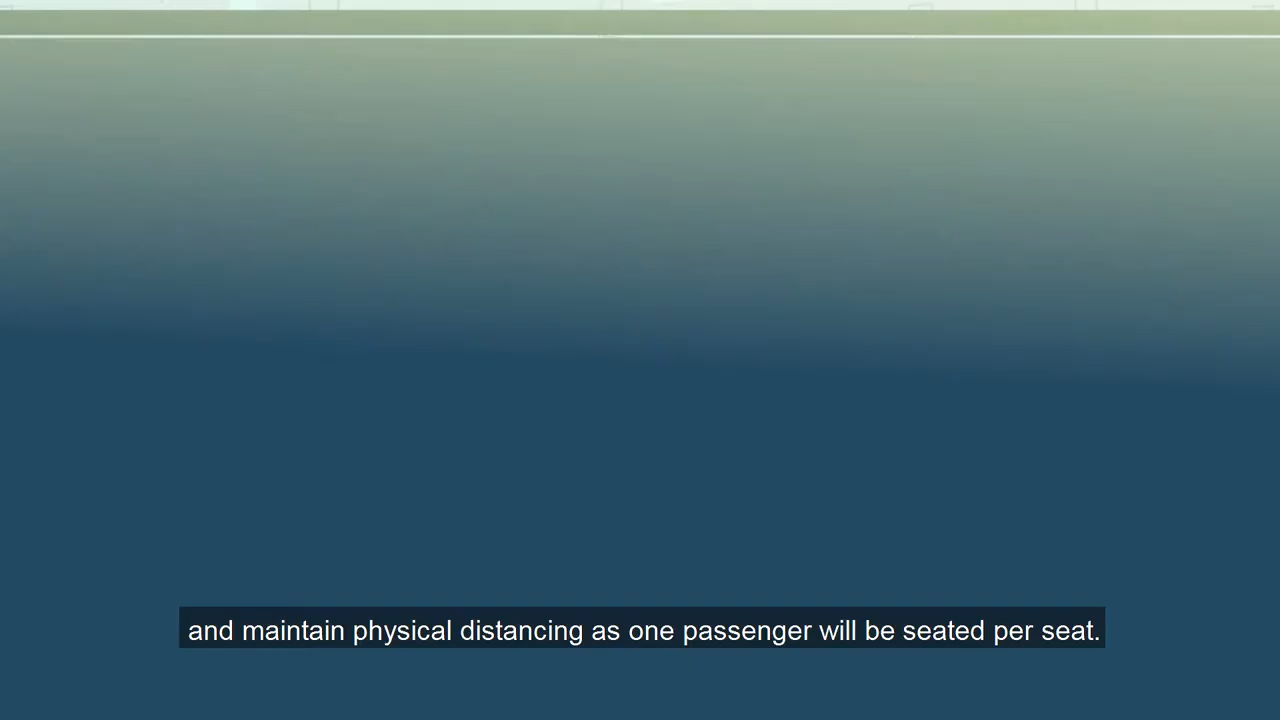 and maintain physical distancing as one passenger will be seated per seat.